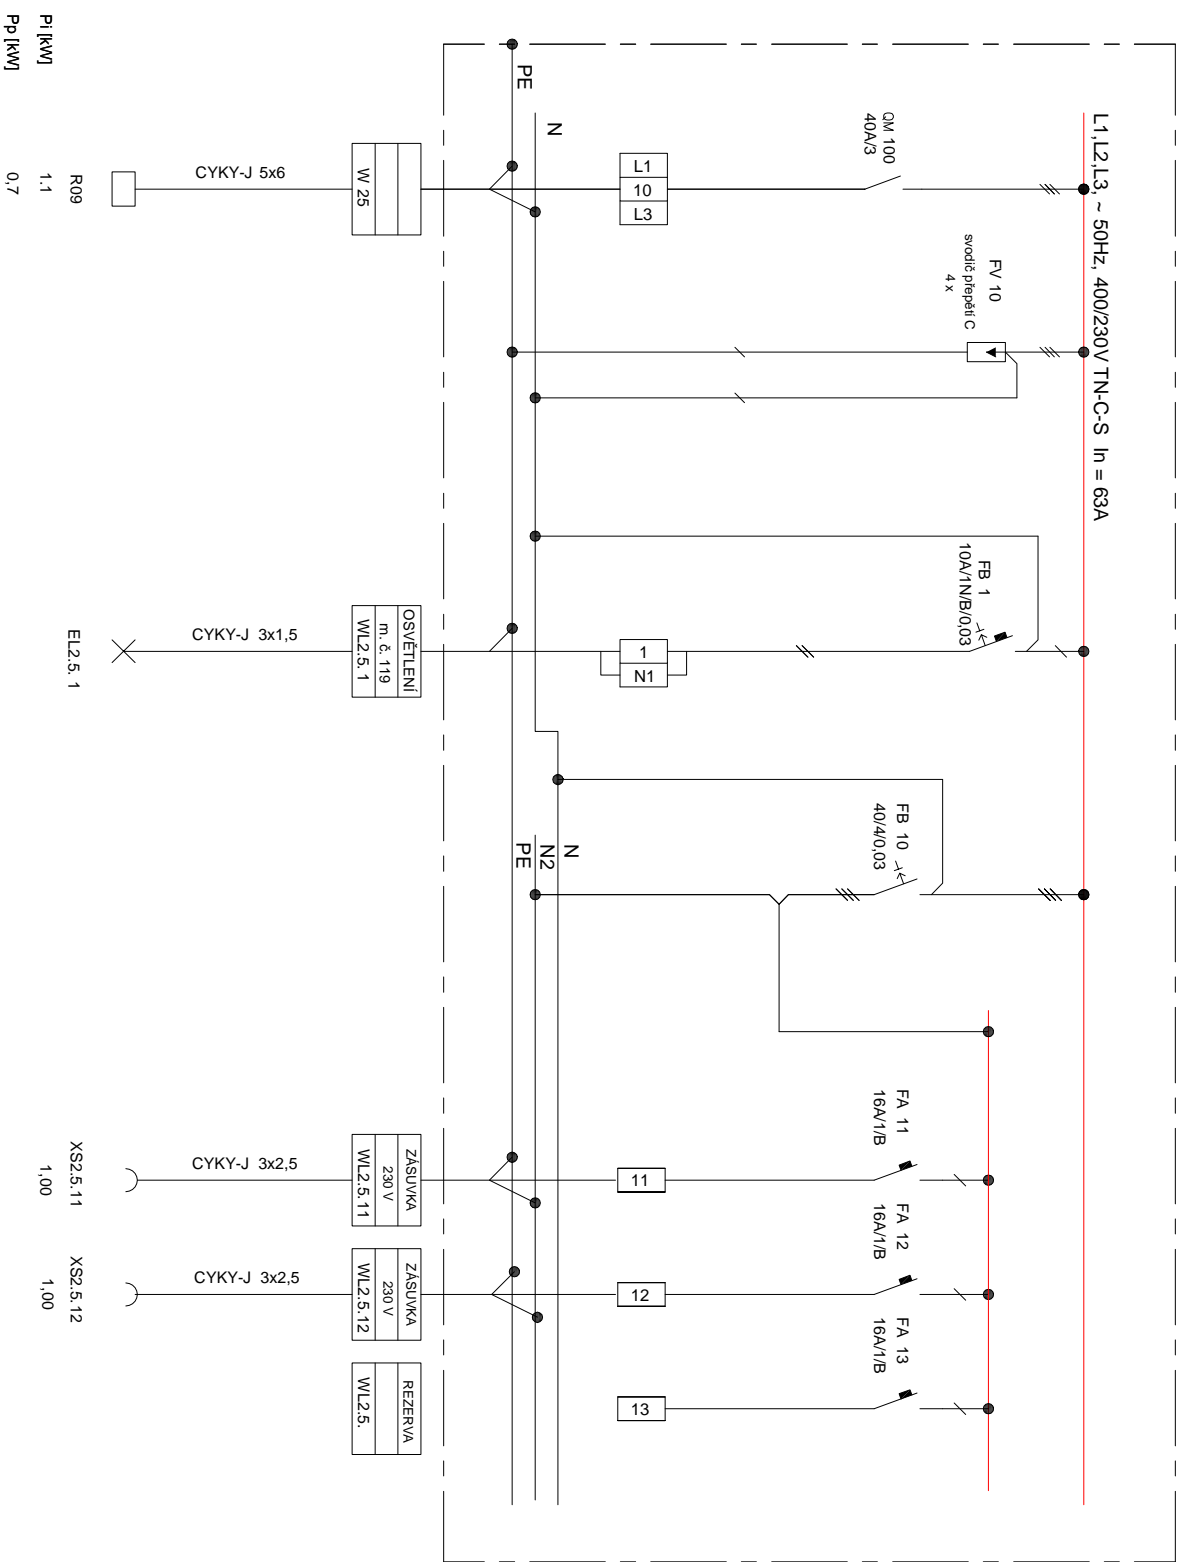 L1,L2,L3, ~ 50Hz, 400/230V TN-C-S In = 63A
QM 100
40A/3
FV 10
svodič přepětí C
4 x
FB 1
10A/1N/B/0,03
FB 10
40/4/0,03
FA 11
16A/1/B
FA 12
16A/1/B
FA 13
16A/1/B
L1
10
L3
1
N1
11
12
13
N
PE
N
N2
PE
W 25
OSVĚTLENÍ
m. č. 119
WL2.5. 1
ZÁSUVKA
230 V
WL2.5.11
ZÁSUVKA
230 V
WL2.5.12
REZERVA
WL2.5.
CYKY-J 5x6
CYKY-J 3x1,5
CYKY-J 3x2,5
CYKY-J 3x2,5
R09
EL2.5. 1
XS2.5.11
XS2.5.12
Pi [kW]
1.1
1,00
1,00
Pp [kW]
0,7